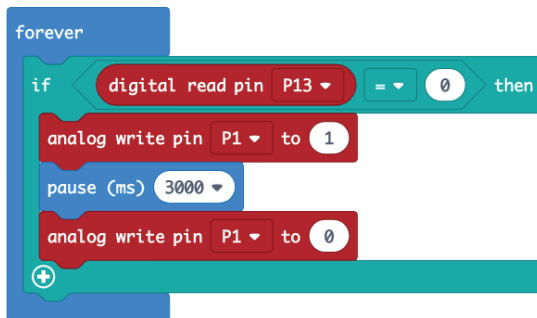 forever
if digital read pin P13 = 0 then
analog write pin P1 to 1
pause (ms) 3000
analog write pin P1 to 0